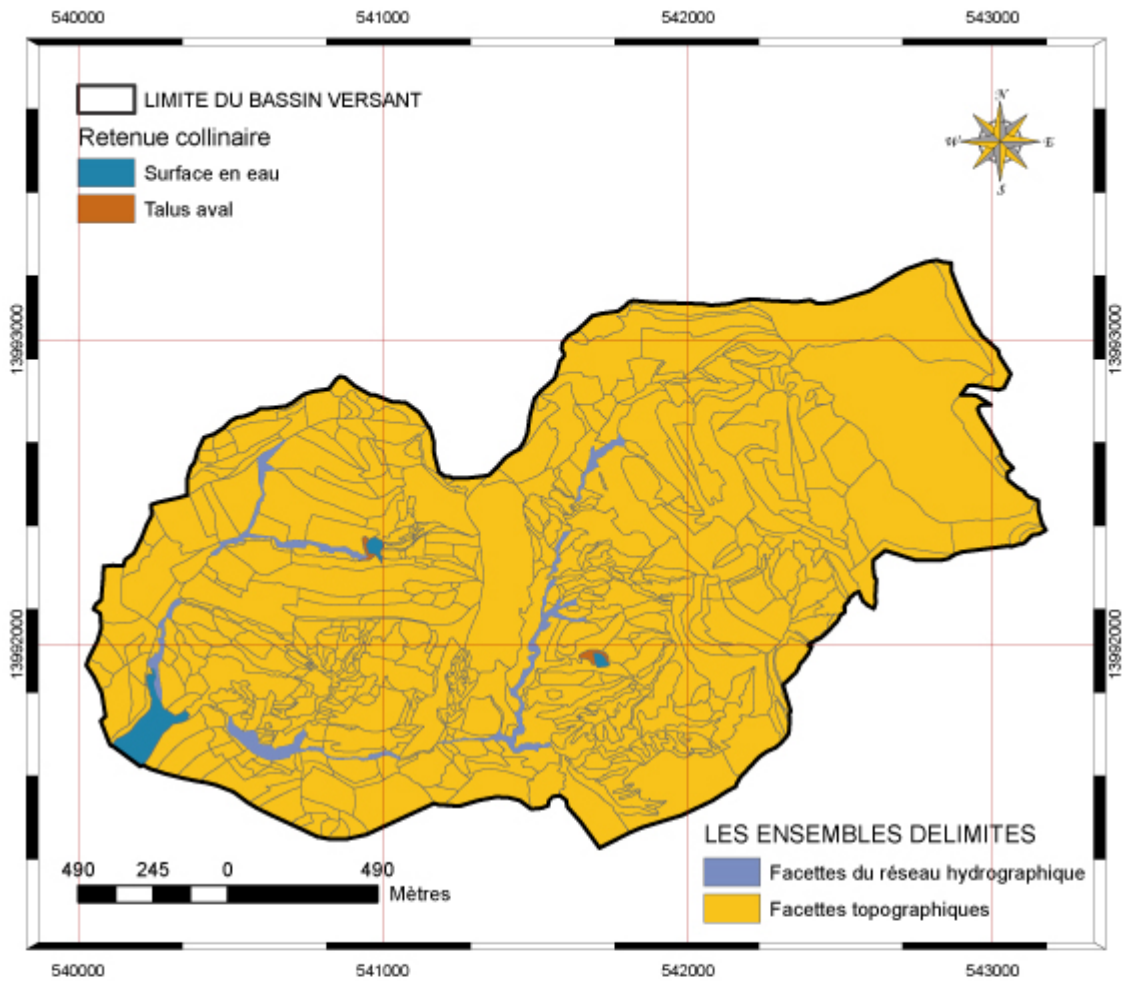 540000 541000 542000 543000
LIMITE DU BASSIN VERSANT
Retenue collinaire
Surface en eau
Talus aval
N
W E
S
13993000 13993000
13992000 13992000
LES ENSEMBLES DELIMITES
Facettes du réseau hydrographique
Facettes topographiques
490 245 0 490
Mètres
540000 541000 542000 543000